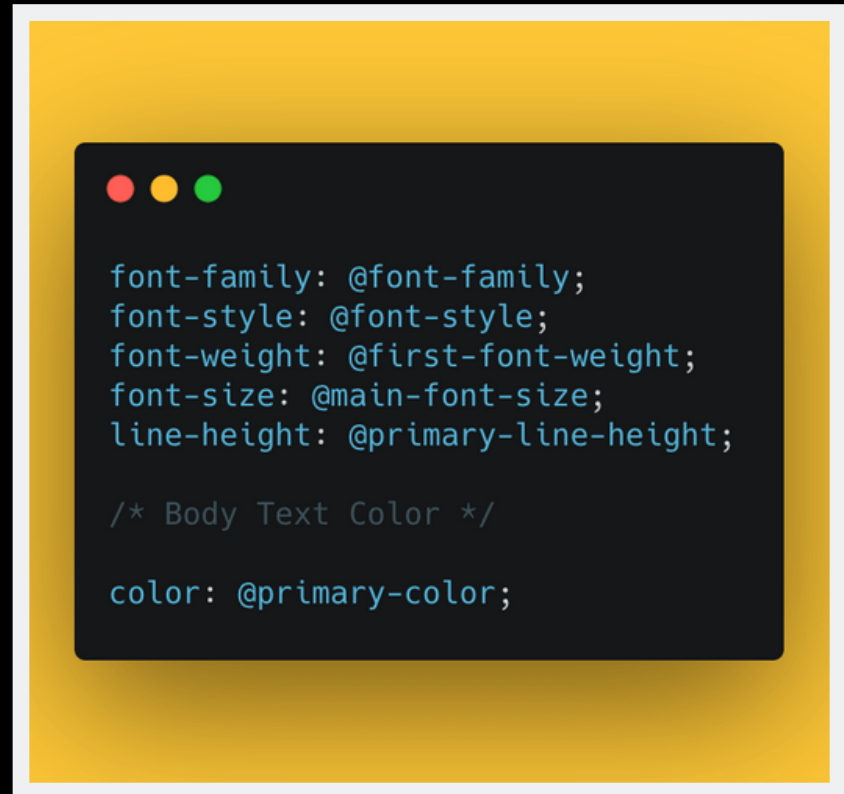 font-family: @font-family;
font-style: @font-style;
font-weight: @first-font-weight;
font-size: @main-font-size;
line-height: @primary-line-height;
/* Body Text Color */
color: @primary-color;